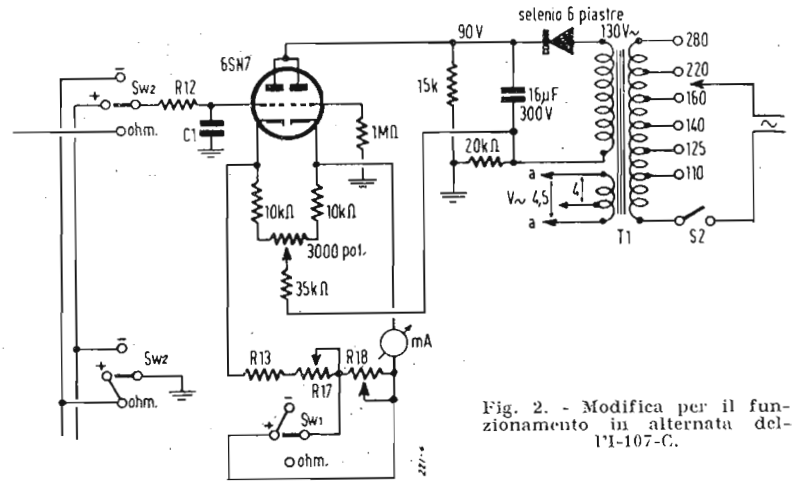 selenio 6 piastre
90V
130V~
280
6SN7
220
Sw2
R12
15k
16µF
300V
160
+
ohm.
C1
1MΩ
140
20kΩ
125
a
V~ 4,5
4
110
10kΩ
10kΩ
a
T1
S2
3000 pot.
35kΩ
mA
Sw2
R13
R18
+
R17
ohm.
Sw1
+
ohm.
Fig. 2. - Modifica per il fun-
zionamento in alternata del-
l'I-107-C.